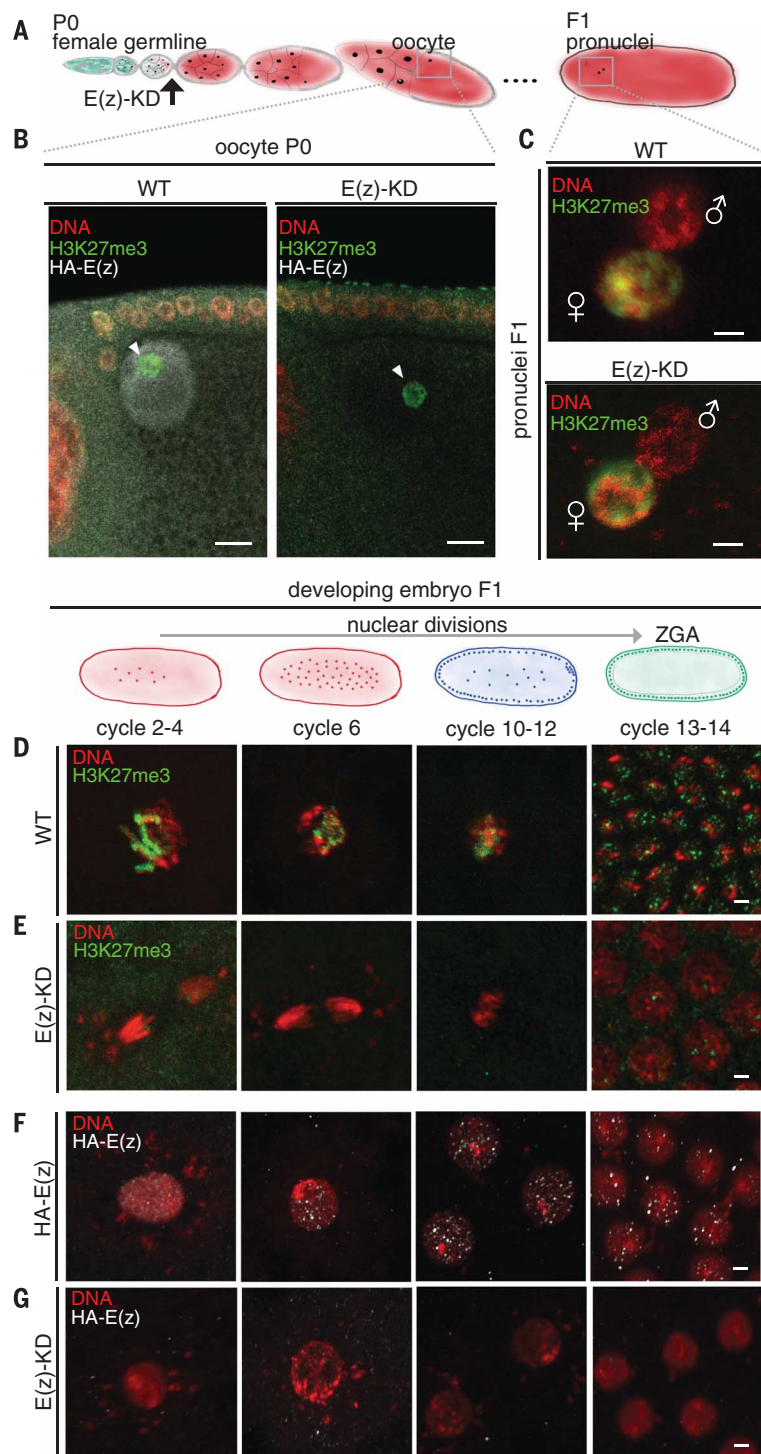 A
P0
female germline
E(z)-KD
oocyte
F1
pronuclei
B
oocyte P0
WT
E(z)-KD
DNA
H3K27me3
HA-E(z)
DNA
H3K27me3
HA-E(z)
C
WT
pronuclei F1
DNA
H3K27me3
♂
♀
E(z)-KD
DNA
H3K27me3
♂
♀
developing embryo F1
nuclear divisions
ZGA
cycle 2-4
cycle 6
cycle 10-12
cycle 13-14
D
WT
DNA
H3K27me3
E
E(z)-KD
DNA
H3K27me3
F
HA-E(z)
DNA
HA-E(z)
G
E(z)-KD
DNA
HA-E(z)